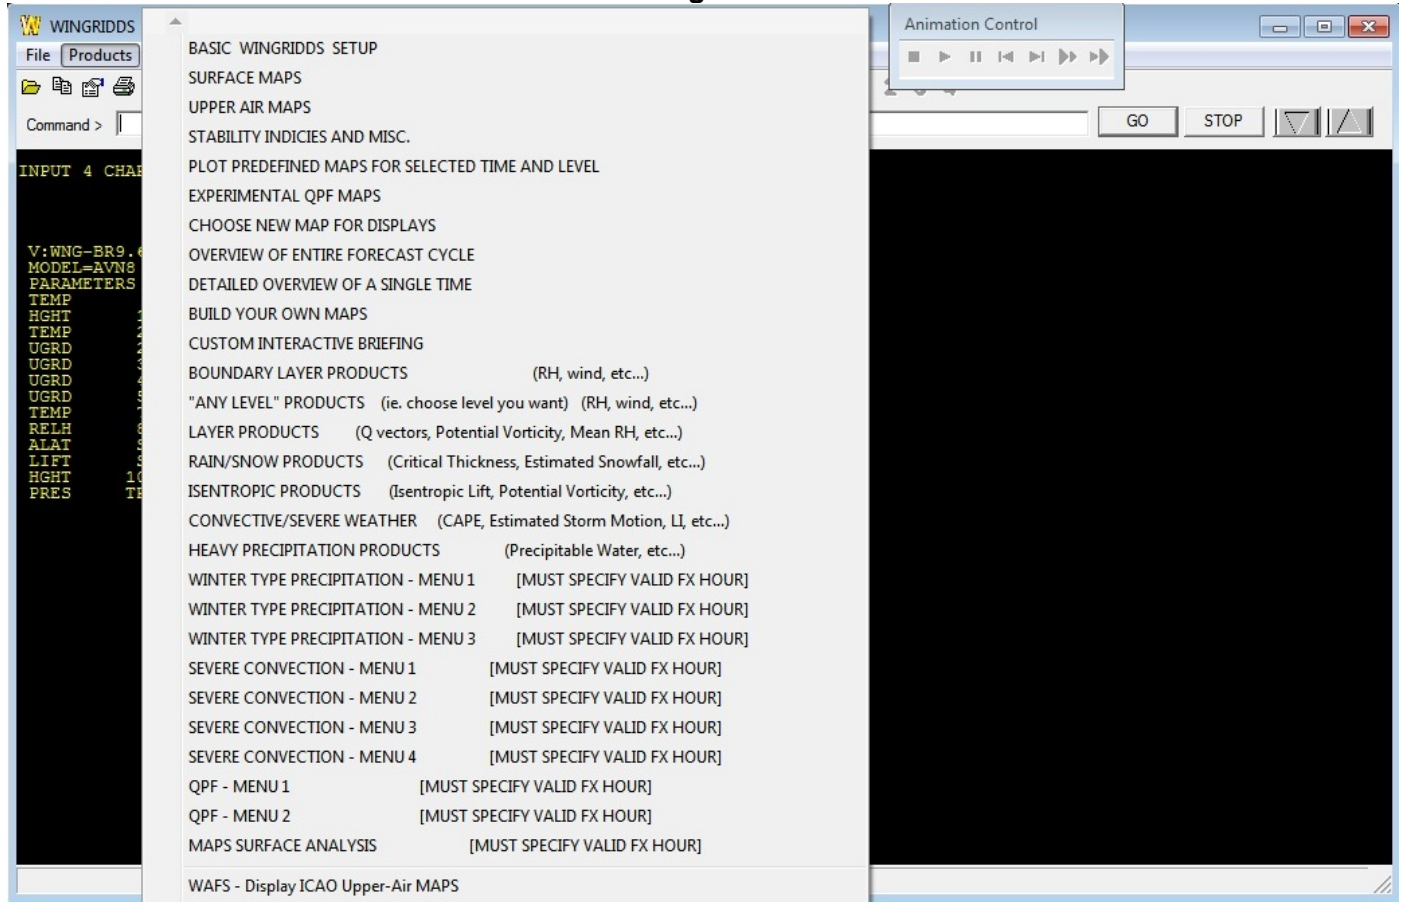 WINGRIDDS
Animation Control
File Products
Command >
GO STOP
INPUT 4
V:WNG-BR9.
MODEL=AVN8
PARAMETERS
TEMP
HGHT
TEMP
UGRD
UGRD
UGRD
UGRD
TEMP
RELH
ALAT
LIFT
HGHT
PRES
BASIC WINGRIDDS SETUP
SURFACE MAPS
UPPER AIR MAPS
STABILITY INDICIES AND MISC.
PLOT PREDEFINED MAPS FOR SELECTED TIME AND LEVEL
EXPERIMENTAL QPF MAPS
CHOOSE NEW MAP FOR DISPLAYS
OVERVIEW OF ENTIRE FORECAST CYCLE
DETAILED OVERVIEW OF A SINGLE TIME
BUILD YOUR OWN MAPS
CUSTOM INTERACTIVE BRIEFING
BOUNDARY LAYER PRODUCTS (RH, wind, etc...)
"ANY LEVEL" PRODUCTS (ie. choose level you want) (RH, wind, etc...)
LAYER PRODUCTS (Q vectors, Potential Vorticity, Mean RH, etc...)
RAIN/SNOW PRODUCTS (Critical Thickness, Estimated Snowfall, etc...)
ISENTROPIC PRODUCTS (Isentropic Lift, Potential Vorticity, etc...)
CONVECTIVE/SEVERE WEATHER (CAPE, Estimated Storm Motion, LI, etc...)
HEAVY PRECIPITATION PRODUCTS (Precipitable Water, etc...)
WINTER TYPE PRECIPITATION - MENU 1 [MUST SPECIFY VALID FX HOUR]
WINTER TYPE PRECIPITATION - MENU 2 [MUST SPECIFY VALID FX HOUR]
WINTER TYPE PRECIPITATION - MENU 3 [MUST SPECIFY VALID FX HOUR]
SEVERE CONVECTION - MENU 1 [MUST SPECIFY VALID FX HOUR]
SEVERE CONVECTION - MENU 2 [MUST SPECIFY VALID FX HOUR]
SEVERE CONVECTION - MENU 3 [MUST SPECIFY VALID FX HOUR]
SEVERE CONVECTION - MENU 4 [MUST SPECIFY VALID FX HOUR]
QPF - MENU 1 [MUST SPECIFY VALID FX HOUR]
QPF - MENU 2 [MUST SPECIFY VALID FX HOUR]
MAPS SURFACE ANALYSIS [MUST SPECIFY VALID FX HOUR]
WAFS - Display ICAO Upper-Air MAPS